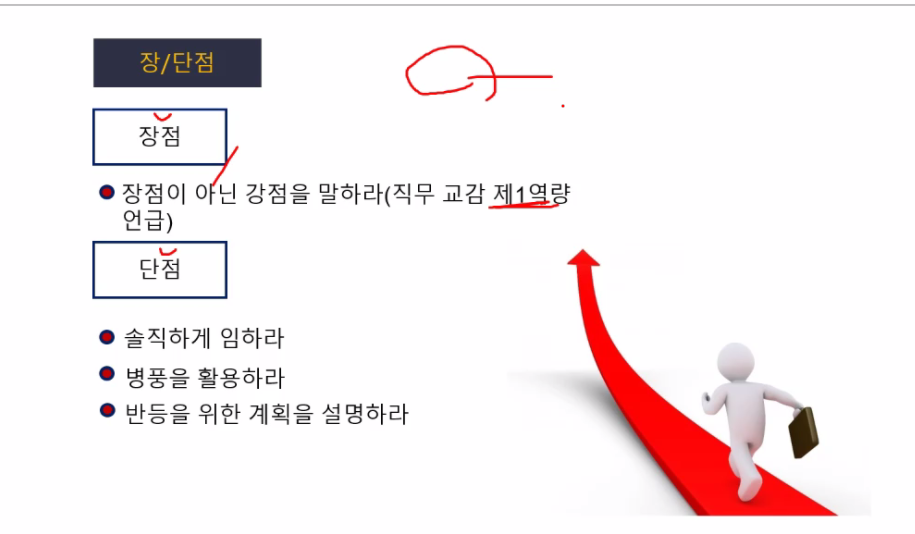 장/단점
장점
장점이 아닌 강점을 말하라(직무 교감 제1역량
언급)
단점
솔직하게 임하라
병풍을 활용하라
반등을 위한 계획을 설명하라